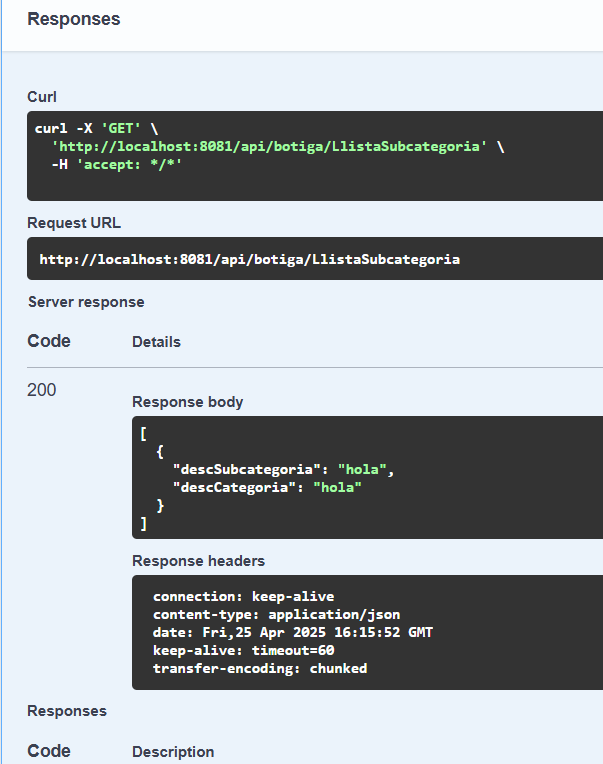 Responses
Curl
curl -X 'GET' \
'http://localhost:8081/api/botiga/LlistaSubcategoria' \
-H 'accept: */*'
Request URL
http://localhost:8081/api/botiga/LlistaSubcategoria
Server response
Code Details
200
Response body
[
{
"descSubcategoria": "hola",
"descCategoria": "hola"
}
]
Response headers
connection: keep-alive
content-type: application/json
date: Fri,25 Apr 2025 16:15:52 GMT
keep-alive: timeout=60
transfer-encoding: chunked
Responses
Code Description